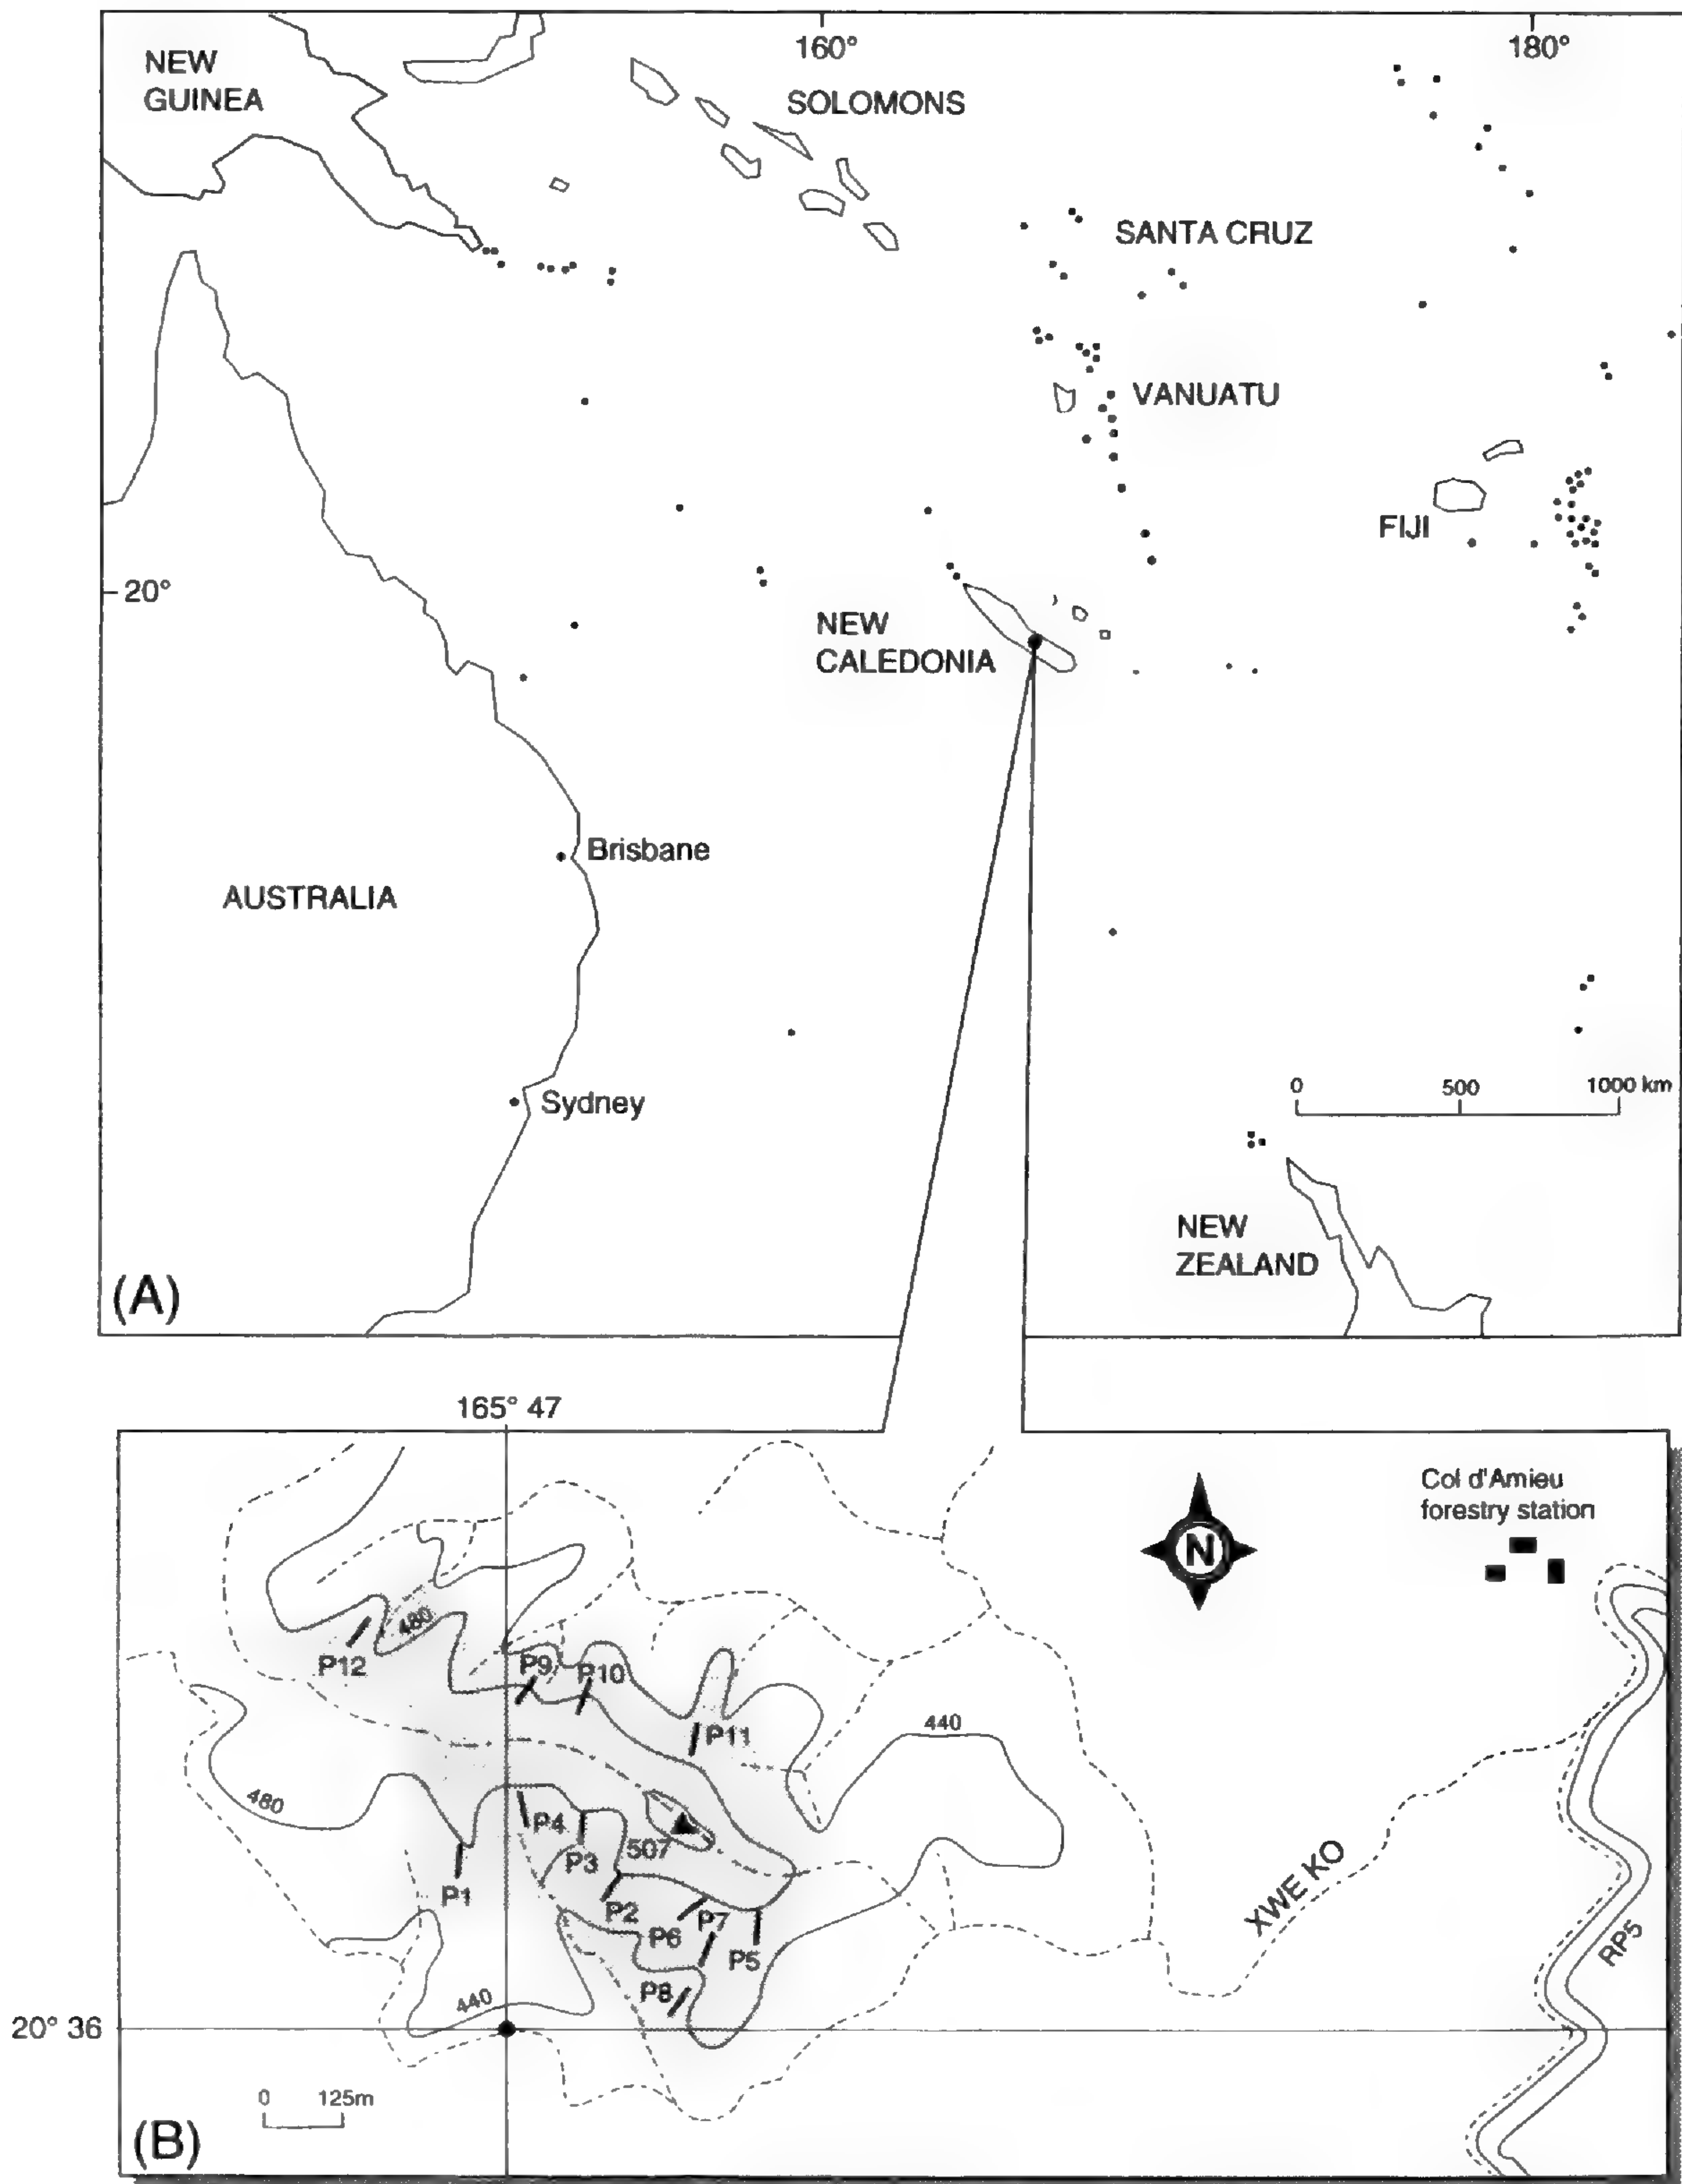 160°
180°
NEW
GUINEA
SOLOMONS
SANTA CRUZ
VANUATU
FIJI
20°
NEW
CALEDONIA
Brisbane
AUSTRALIA
Sydney
0 500 1000 km
NEW
ZEALAND
(A)
165° 47
Col d'Amieu
forestry station
N
480
P12
P9
P10
P11
440
480
P4
507
P3
P1
P2
P7
P6
P5
XWE KO
RP5
P8
440
20° 36
0 125m
(B)